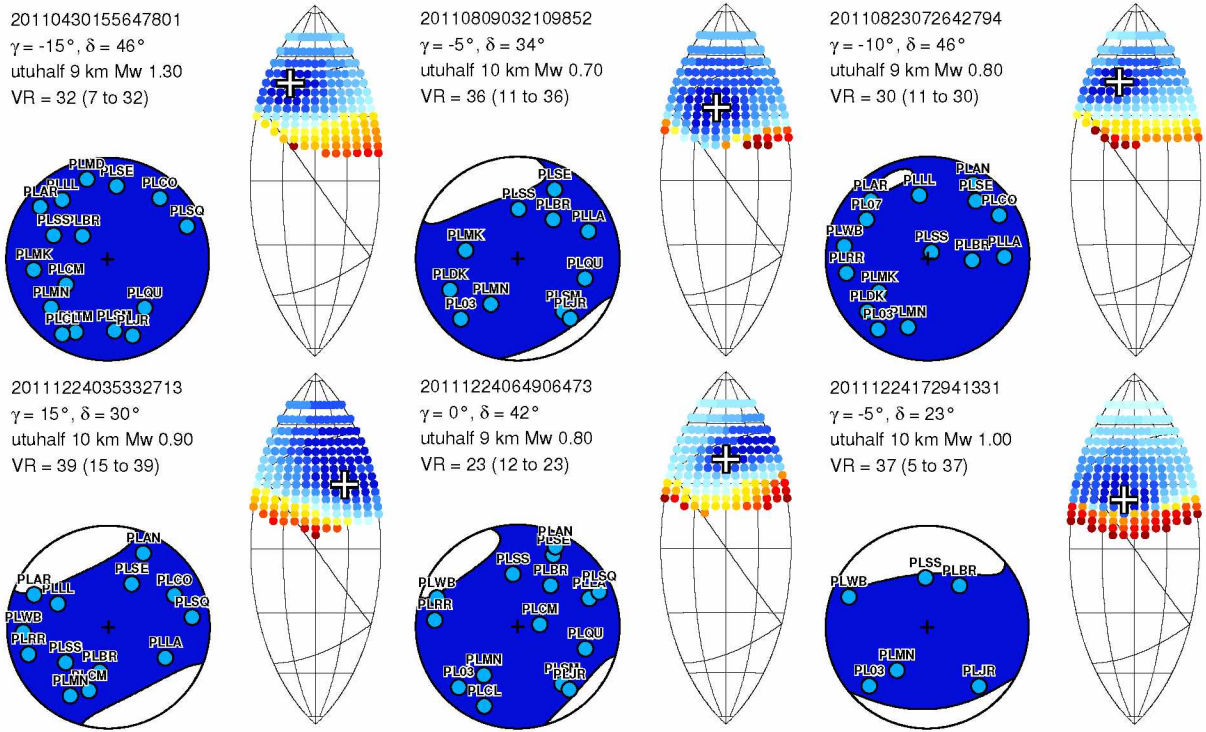 20110430155647801
γ = -15°, δ = 46°
utuhalf 9 km Mw 1.30
VR = 32 (7 to 32)
PLMD
PLSE
PLLL
PLCO
PLAR
PLSQ
PLSS
PLBR
PLMK
PLCM
PLMN
PLQU
PLCL
PLJR
20110809032109852
γ = -5°, δ = 34°
utuhalf 10 km Mw 0.70
VR = 36 (11 to 36)
PLSE
PLSS
PLBR
PLLA
PLMK
PLQU
PLDK
PLMN
PL03
PLSM
PLJR
20110823072642794
γ = -10°, δ = 46°
utuhalf 9 km Mw 0.80
VR = 30 (11 to 30)
PLAN
PLAR
PLLL
PLSE
PL07
PLCO
PLWB
PLSS
PLBR
PLLA
PLRR
PLMK
PLDK
PL03
PLMN
20111224035332713
γ = 15°, δ = 30°
utuhalf 10 km Mw 0.90
VR = 39 (15 to 39)
PLAN
PLSE
PLAR
PLLL
PLCO
PLSQ
PLWB
PLRR
PLSS
PLBR
PLLA
PLCM
PLMN
20111224064906473
γ = 0°, δ = 42°
utuhalf 9 km Mw 0.80
VR = 23 (12 to 23)
PLAN
PLSE
PLSS
PLBR
PLSQ
PLLA
PLWB
PLRR
PLCM
PLQU
PLMN
PL03
PLSM
PLJR
PLCL
20111224172941331
γ = -5°, δ = 23°
utuhalf 10 km Mw 1.00
VR = 37 (5 to 37)
PLSS
PLBR
PLWB
PLMN
PL03
PLJR